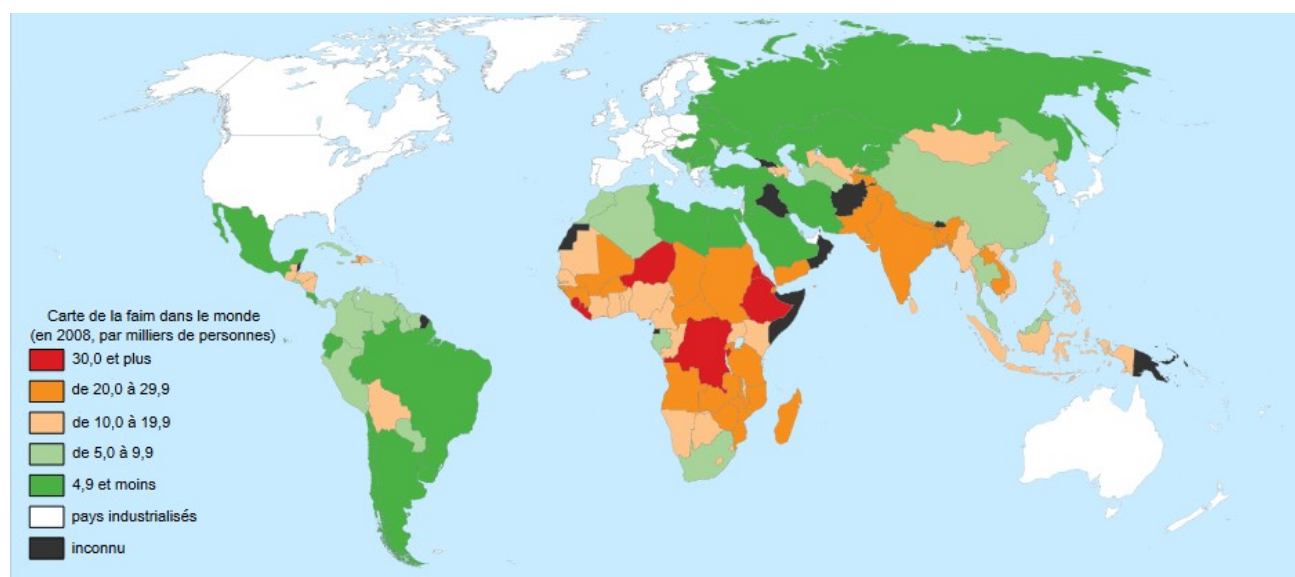 Carte de la faim dans le monde
(en 2008, par milliers de personnes)
30,0 et plus
de 20,0 à 29,9
de 10,0 à 19,9
de 5,0 à 9,9
4,9 et moins
pays industrialisés
inconnu